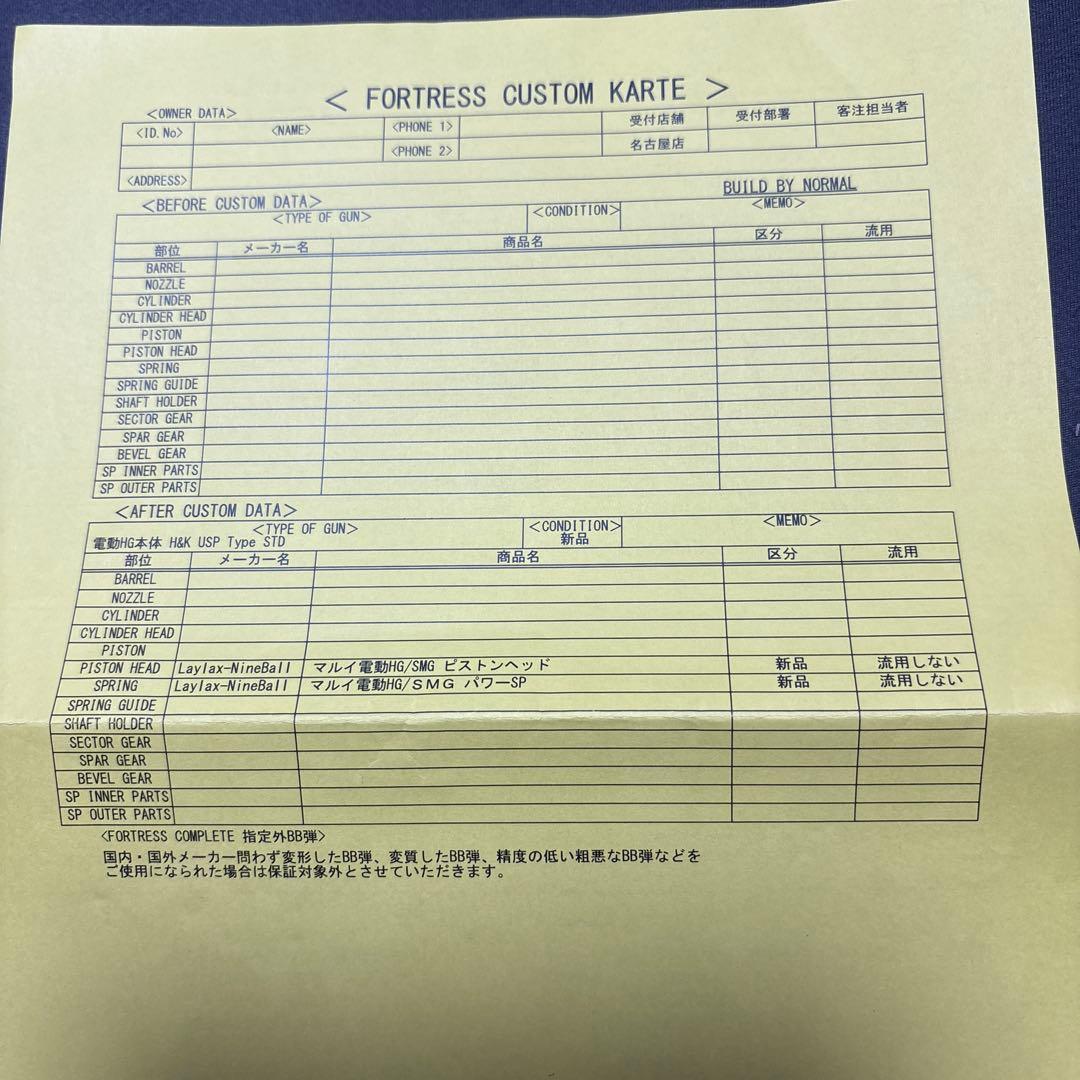 < FORTRESS CUSTOM KARTE >
<OWNER DATA>
<ID.No> <NAME> <PHONE 1> 受付店舗 受付部署 客注担当者
<PHONE 2> 名古屋店
<ADDRESS>
BUILD BY NORMAL
<BEFORE CUSTOM DATA>
<TYPE OF GUN> <CONDITION> <MEMO>
部位 メーカー名 商品名 区分 流用
BARREL
NOZZLE
CYLINDER
CYLINDER HEAD
PISTON
PISTON HEAD
SPRING
SPRING GUIDE
SHAFT HOLDER
SECTOR GEAR
SPAR GEAR
BEVEL GEAR
SP INNER PARTS
SP OUTER PARTS
<AFTER CUSTOM DATA>
<TYPE OF GUN> <CONDITION> <MEMO>
電動HG本体 H&K USP Type STD 新品
部位 メーカー名 商品名 区分 流用
BARREL
NOZZLE
CYLINDER
CYLINDER HEAD
PISTON
PISTON HEAD Laylax-NineBall マルイ電動HG/SMG ピストンヘッド 新品 流用しない
SPRING Laylax-NineBall マルイ電動HG/ＳＭＧ パワーSP 新品 流用しない
SPRING GUIDE
SHAFT HOLDER
SECTOR GEAR
SPAR GEAR
BEVEL GEAR
SP INNER PARTS
SP OUTER PARTS
<FORTRESS COMPLETE 指定外BB弾>
国内・国外メーカー問わず変形したBB弾、変質したBB弾、精度の低い粗悪なBB弾などを
ご使用になられた場合は保証対象外とさせていただきます。